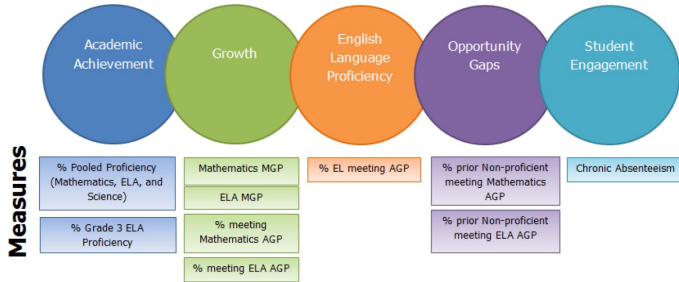 Academic
Achievement
Growth
English
Language
Proficiency
Opportunity
Gaps
Student
Engagement
Measures
% Pooled Proficiency
(Mathematics, ELA, and
Science)
% Grade 3 ELA
Proficiency
Mathematics MGP
ELA MGP
% meeting
Mathematics AGP
% meeting ELA AGP
% EL meeting AGP
% prior Non-proficient
meeting Mathematics
AGP
% prior Non-proficient
meeting ELA AGP
Chronic Absenteeism